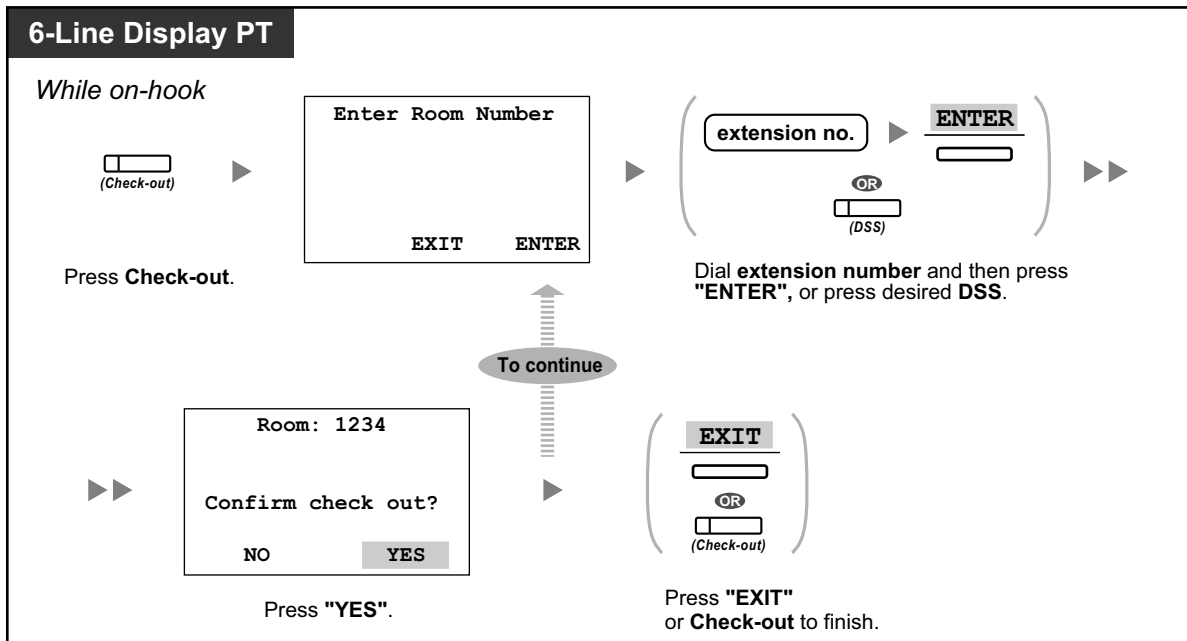 6-Line Display PT
While on-hook
(Check-out)
Press Check-out.
Enter Room Number
EXIT ENTER
extension no.
ENTER
OR
(DSS)
Dial extension number and then press
"ENTER", or press desired DSS.
To continue
Room: 1234
Confirm check out?
NO YES
Press "YES".
EXIT
OR
(Check-out)
Press "EXIT"
or Check-out to finish.